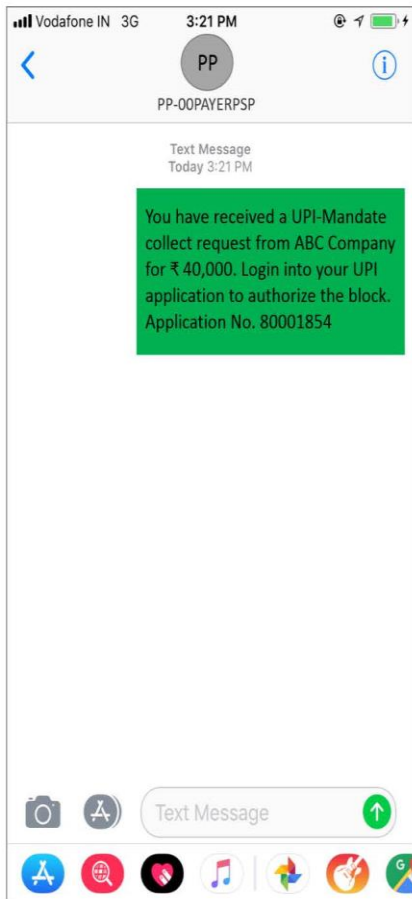 Vodafone IN 3G 3:21 PM
PP
PP-00PAYERPSP
Text Message
Today 3:21 PM
You have received a UPI-Mandate
collect request from ABC Company
for ₹ 40,000. Login into your UPI
application to authorize the block.
Application No. 80001854
Text Message
G